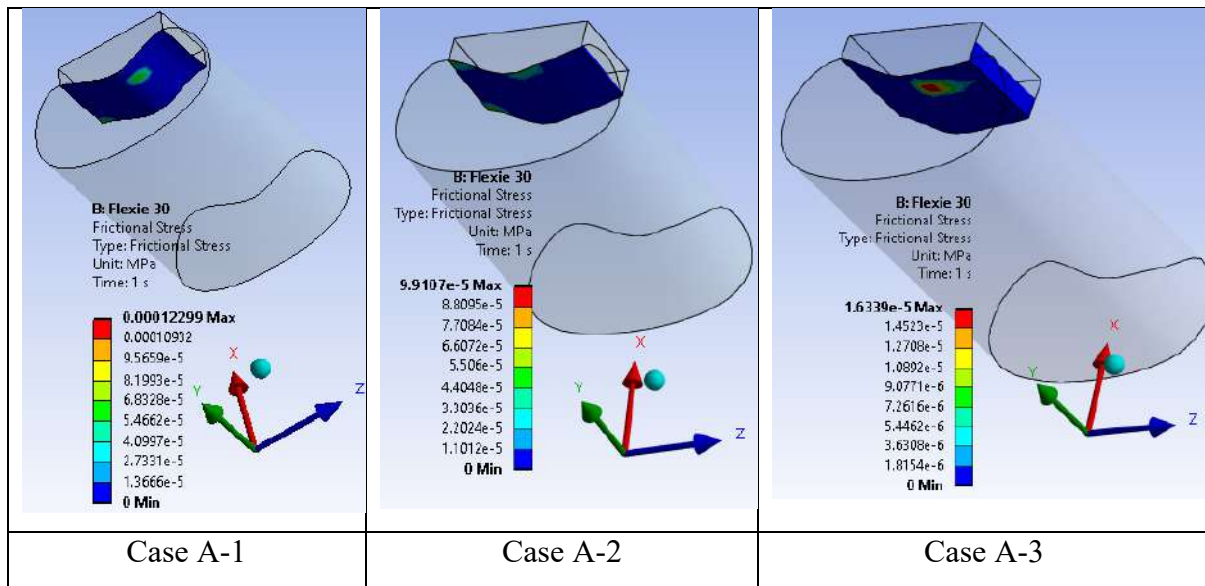 B: Flexie 30
Frictional Stress
Type: Frictional Stress
Unit: MPa
Time: 1 s
0.00012299 Max
0.00010932
9.5659e-5
8.1993e-5
6.8328e-5
5.4662e-5
4.0997e-5
2.7331e-5
1.3666e-5
0 Min
X
Y
Z
Case A-1
B: Flexie 30
Frictional Stress
Type: Frictional Stress
Unit: MPa
Time: 1 s
9.9107e-5 Max
8.8095e-5
7.7084e-5
6.6072e-5
5.506e-5
4.4048e-5
3.3036e-5
2.2024e-5
1.1012e-5
0 Min
X
Y
Z
Case A-2
B: Flexie 30
Frictional Stress
Type: Frictional Stress
Unit: MPa
Time: 1 s
1.6339e-5 Max
1.4523e-5
1.2708e-5
1.0892e-5
9.0771e-6
7.2616e-6
5.4462e-6
3.6308e-6
1.8154e-6
0 Min
X
Y
Z
Case A-3